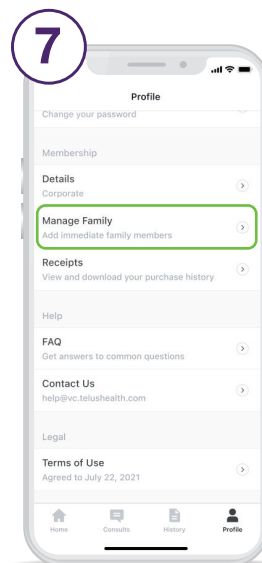 7
Profile
Change your password
Membership
Details
Corporate
Manage Family
Add immediate family members
Receipts
View and download your purchase history
Help
FAQ
Get answers to common questions
Contact Us
help@vc.telushealth.com
Legal
Terms of Use
Agreed to July 22, 2021
Home Consults History Profile